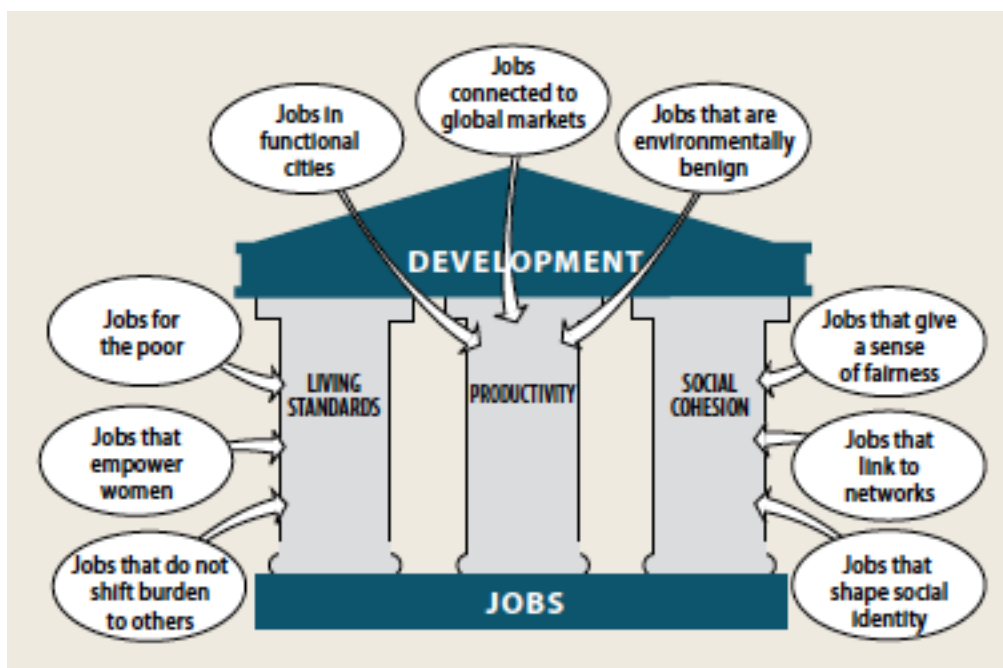 Jobs
connected to
global markets
Jobs in
functional
cities
Jobs that are
environmentally
benign
DEVELOPMENT
Jobs for
the poor
Jobs that
empower
women
Jobs that do not
shift burden
to others
LIVING
STANDARDS
PRODUCTIVITY
SOCIAL
COHESION
Jobs that give
a sense
of fairness
Jobs that
link to
networks
Jobs that
shape social
identity
JOBS